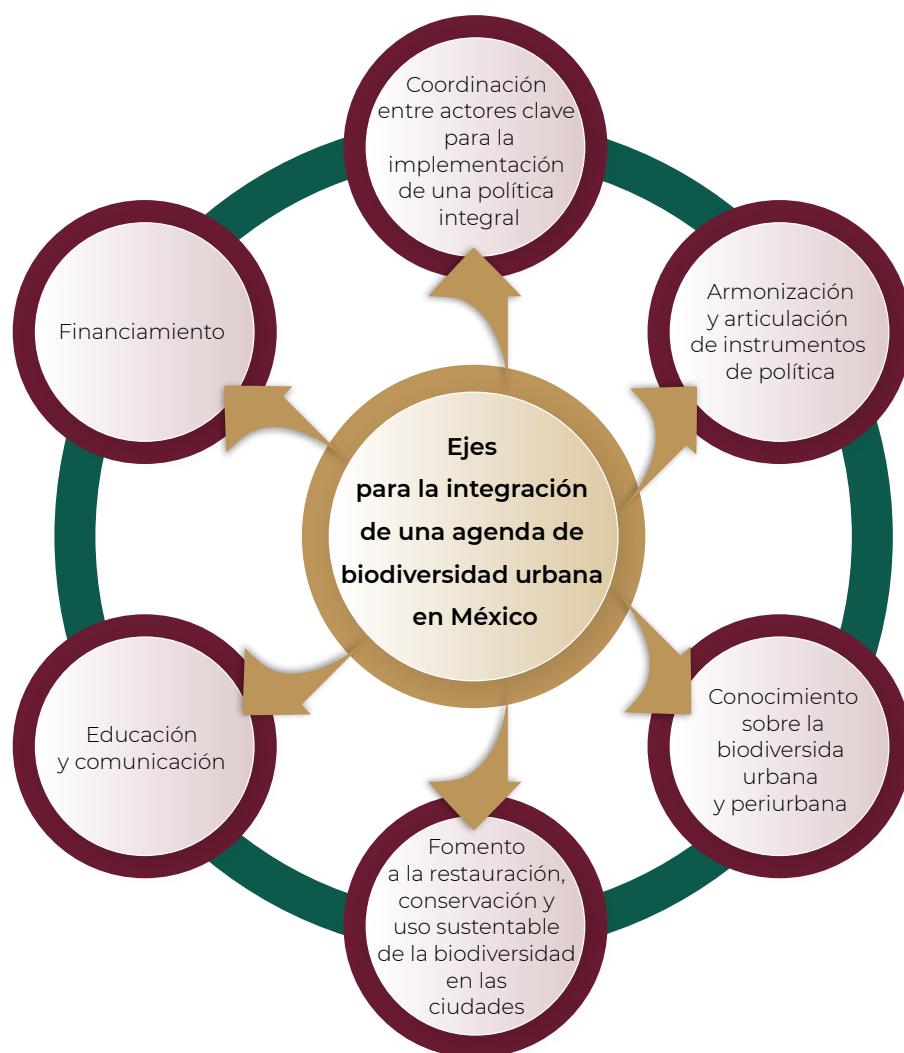 Coordinación
entre actores clave
para la
implementación
de una política
integral
Armonización
y articulación
de instrumentos
de política
Financiamiento
Ejes
para la integración
de una agenda de
biodiversidad urbana
en México
Conocimiento
sobre la
biodiversida
urbana
y periurbana
Educación
y comunicación
Fomento
a la restauración,
conservación y
uso sustentable
de la biodiversidad
en las
ciudades